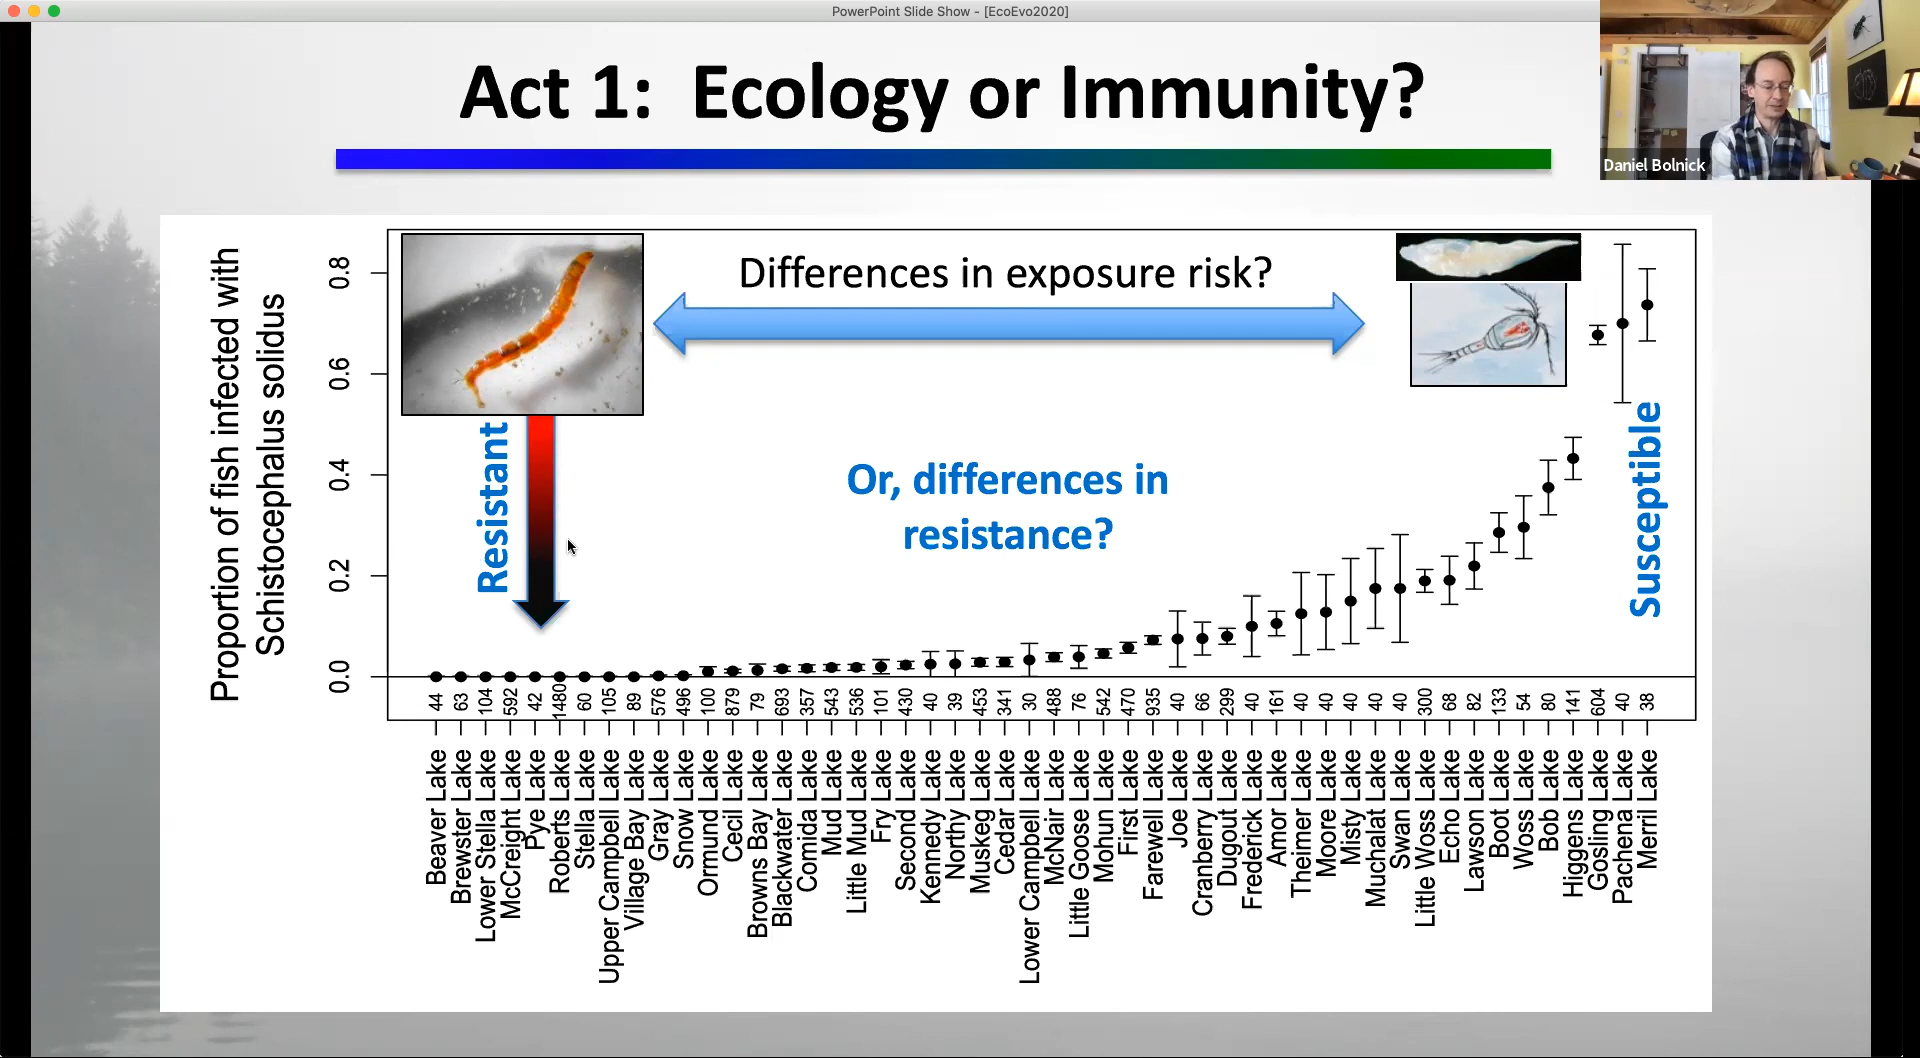 PowerPoint Slide Show - [EcoEvo2020]
Act 1: Ecology or Immunity?
Daniel Bolnick
Proportion of fish infected with
Schistocephalus solidus
0.8
0.6
0.4
0.2
0.0
Differences in exposure risk?
Or, differences in
resistance?
Resistant
Susceptible
44
63
104
592
42
1480
60
105
89
576
496
100
879
79
693
357
543
536
101
430
40
39
453
341
30
488
76
542
470
935
40
66
299
40
161
40
40
40
40
40
300
68
82
133
54
80
141
604
40
38
Beaver Lake
Brewster Lake
Lower Stella Lake
McCreight Lake
Pye Lake
Roberts Lake
Stella Lake
Upper Campbell Lake
Village Bay Lake
Gray Lake
Snow Lake
Ormund Lake
Cecil Lake
Browns Bay Lake
Blackwater Lake
Comida Lake
Mud Lake
Little Mud Lake
Fry Lake
Second Lake
Kennedy Lake
Northy Lake
Muskeg Lake
Cedar Lake
Lower Campbell Lake
McNair Lake
Little Goose Lake
Mohun Lake
First Lake
Farewell Lake
Joe Lake
Cranberry Lake
Dugout Lake
Frederick Lake
Amor Lake
Theimer Lake
Moore Lake
Misty Lake
Muchalat Lake
Swan Lake
Little Woss Lake
Echo Lake
Lawson Lake
Boot Lake
Woss Lake
Bob Lake
Higgens Lake
Gosling Lake
Pachena Lake
Merril Lake